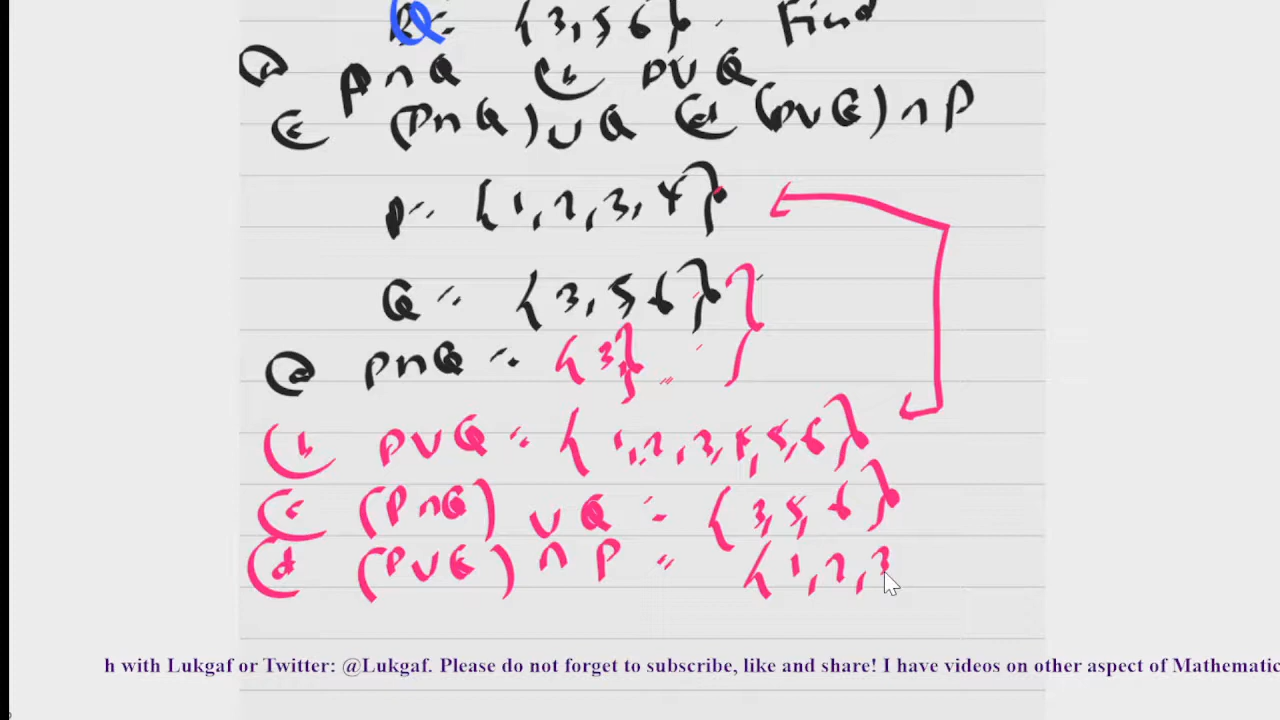 Q = {3, 5 6}. Find
(a) P∩Q (b) P∪Q
(c) (P∩Q)∪Q (d) (P∪Q)∩P
P = {1, 2, 3, 4}
Q = {3, 5 6}
(a) P∩Q = {3}
(b) P∪Q = {1, 2, 3, 4, 5, 6}
(c) (P∩Q) ∪Q = {3, 5, 6}
(d) (P∪Q) ∩ P = {1, 2, 3
h with Lukgaf or Twitter: @Lukgaf. Please do not forget to subscribe, like and share! I have videos on other aspect of Mathematic